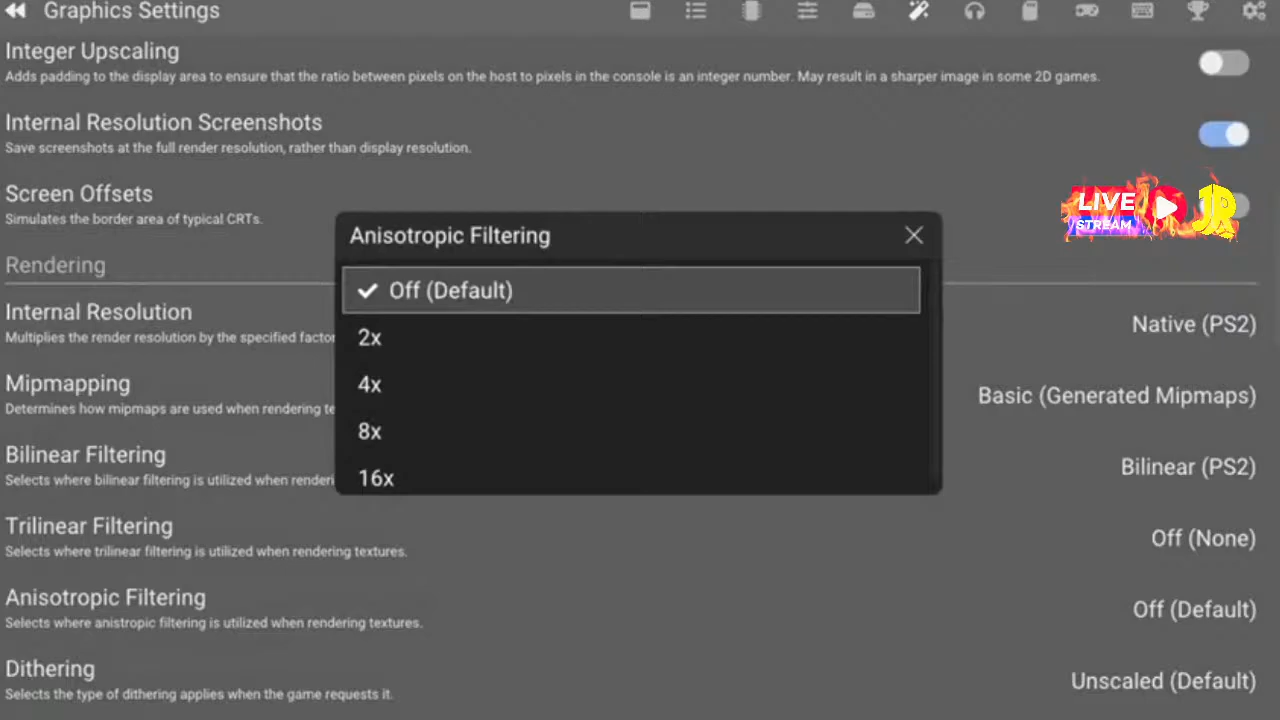 Graphics Settings
Integer Upscaling
Adds padding to the display area to ensure that the ratio between pixels on the host to pixels in the console is an integer number. May result in a sharper image in some 2D games.
Internal Resolution Screenshots
Save screenshots at the full render resolution, rather than display resolution.
Screen Offsets
Simulates the border area of typical CRTs.
LIVE
STREAM
JR
Rendering
Anisotropic Filtering
Off (Default)
2x
4x
8x
16x
Internal Resolution
Multiplies the render resolution by the specified
Native (PS2)
Mipmapping
Determines how mipmaps are used when rendering
Basic (Generated Mipmaps)
Bilinear Filtering
Selects where bilinear filtering is utilized when
Bilinear (PS2)
Trilinear Filtering
Selects where trilinear filtering is utilized when rendering textures.
Off (None)
Anisotropic Filtering
Selects where anistropic filtering is utilized when rendering textures.
Off (Default)
Dithering
Selects the type of dithering applies when the game requests it.
Unscaled (Default)